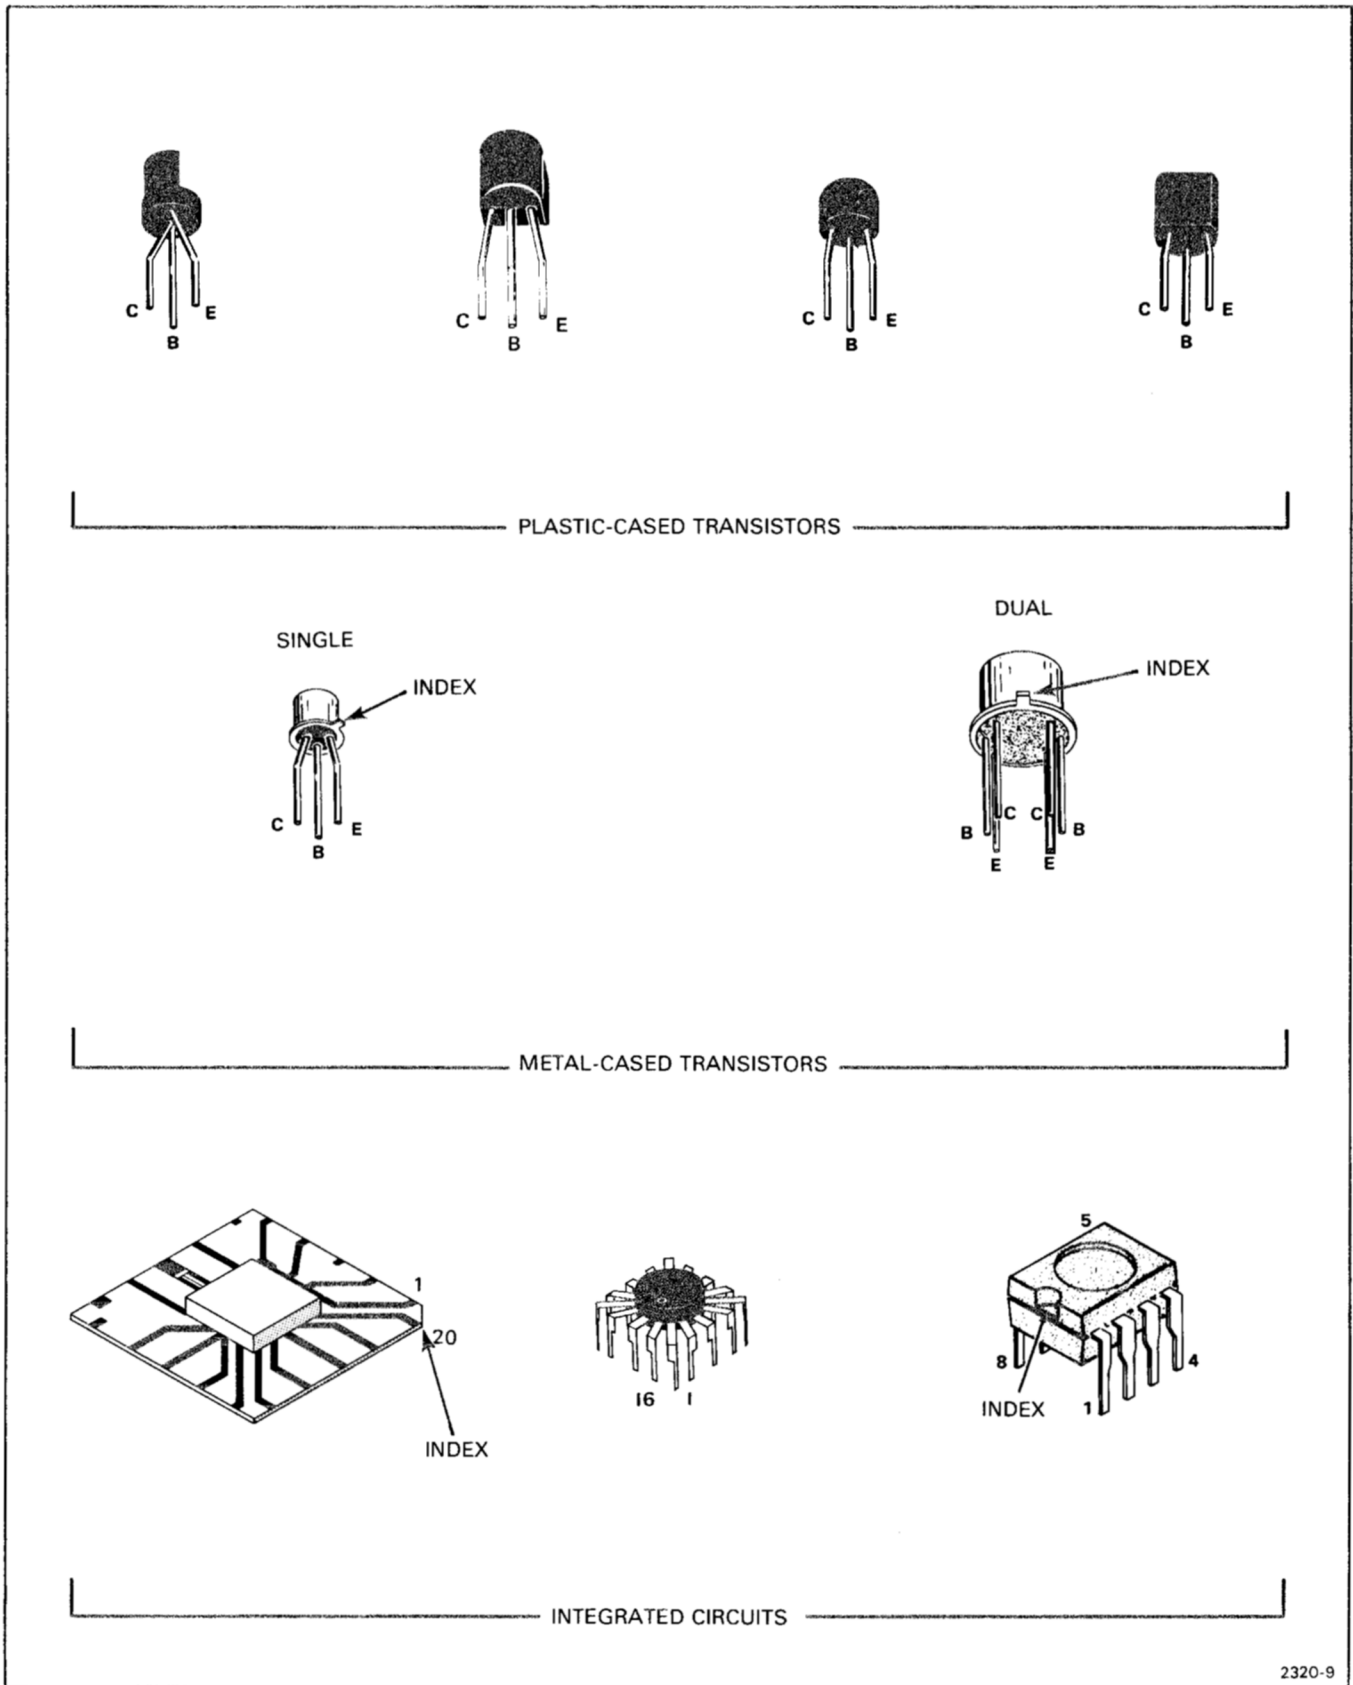 C E C E C E C E
B B B B
PLASTIC-CASED TRANSISTORS
DUAL
SINGLE
INDEX
INDEX
C E
B
C C
B B
E E
METAL-CASED TRANSISTORS
1
20
INDEX
16 1
5
8 4
INDEX 1
INTEGRATED CIRCUITS
2320-9